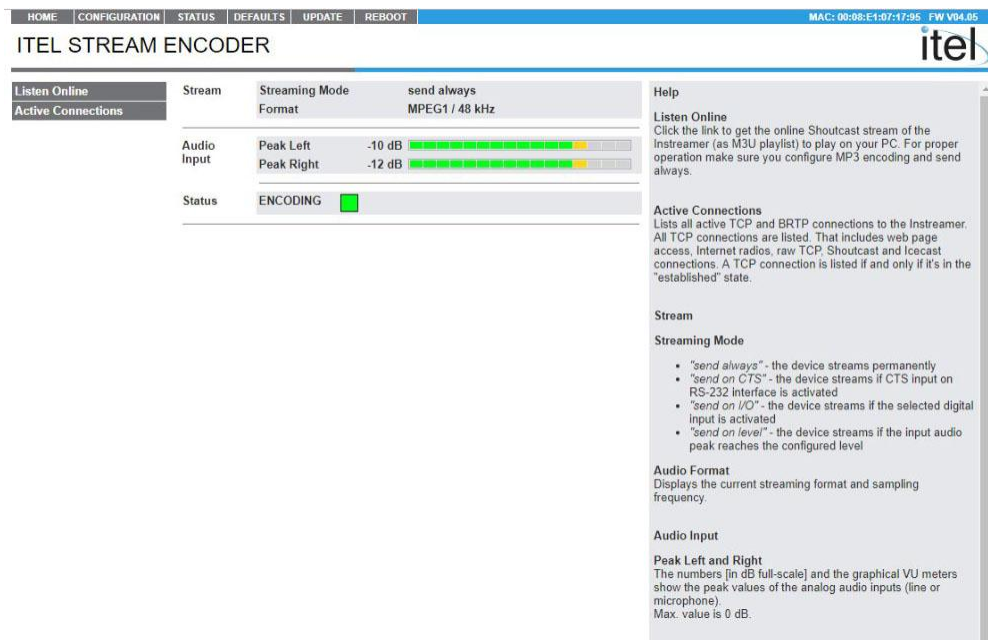 HOME CONFIGURATION STATUS DEFAULTS UPDATE REBOOT MAC: 00:08:E1:07:17:95 FW V04.05
ITEL STREAM ENCODER
itel
Listen Online
Active Connections
Stream Streaming Mode send always
Format MPEG1 / 48 kHz
Audio Input Peak Left -10 dB
Peak Right -12 dB
Status ENCODING
Help
Listen Online
Click the link to get the online Shoutcast stream of the
Instreamer (as M3U playlist) to play on your PC. For proper
operation make sure you configure MP3 encoding and send
always.
Active Connections
Lists all active TCP and BRTP connections to the Instreamer.
All TCP connections are listed. That includes web page
access, Internet radios, raw TCP, Shoutcast and Icecast
connections. A TCP connection is listed if and only if it's in the
"established" state.
Stream
Streaming Mode
• "send always" - the device streams permanently
• "send on CTS" - the device streams if CTS input on
RS-232 interface is activated
• "send on I/O" - the device streams if the selected digital
input is activated
• "send on level" - the device streams if the input audio
peak reaches the configured level
Audio Format
Displays the current streaming format and sampling
frequency.
Audio Input
Peak Left and Right
The numbers [in dB full-scale] and the graphical VU meters
show the peak values of the analog audio inputs (line or
microphone).
Max. value is 0 dB.